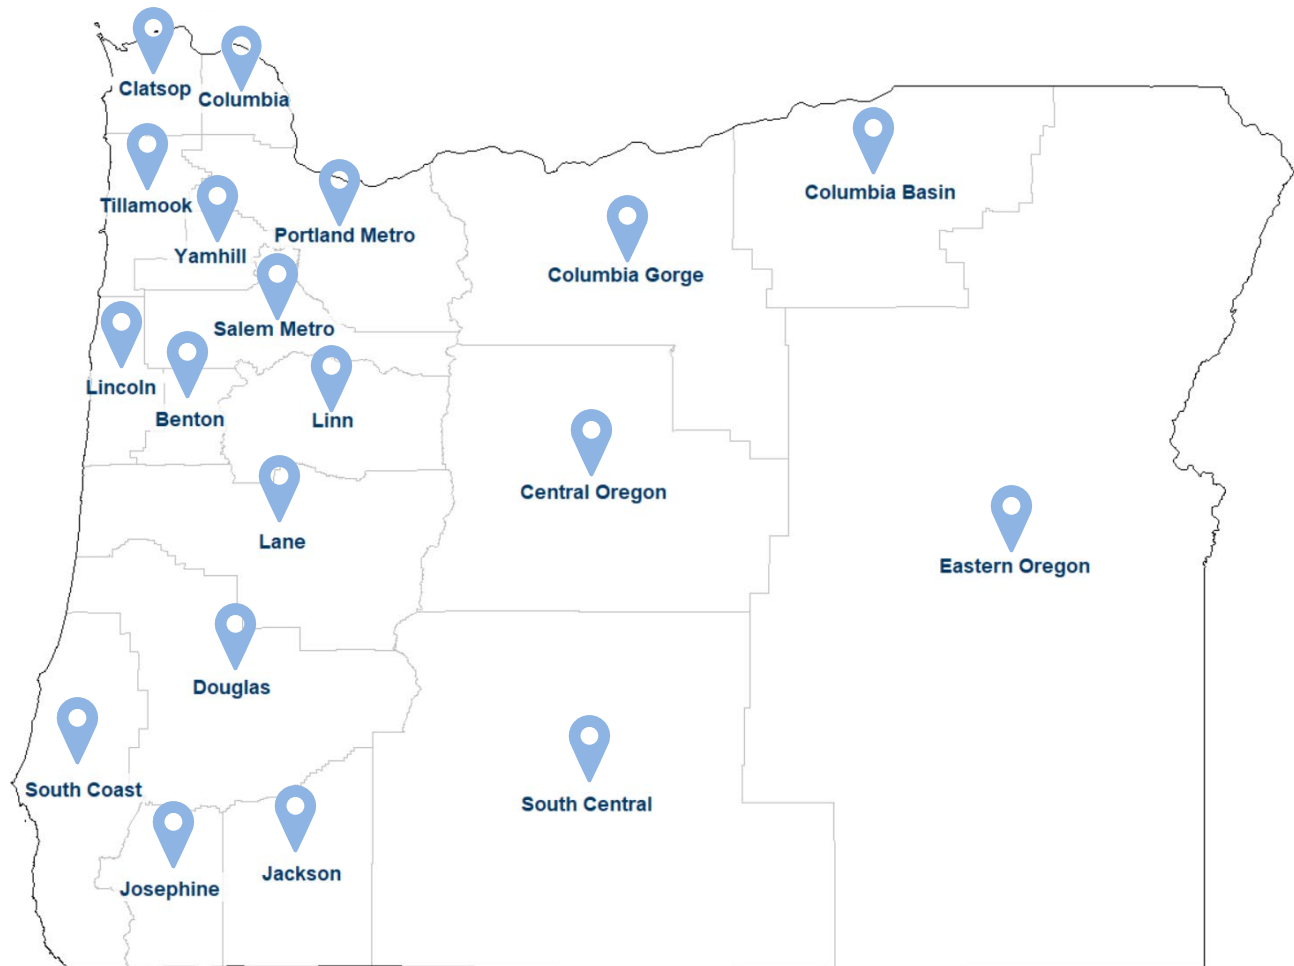 Clatsop
Columbia
Columbia Basin
Tillamook
Portland Metro
Yamhill
Columbia Gorge
Salem Metro
Lincoln
Benton
Linn
Central Oregon
Lane
Eastern Oregon
Douglas
South Coast
South Central
Jackson
Josephine